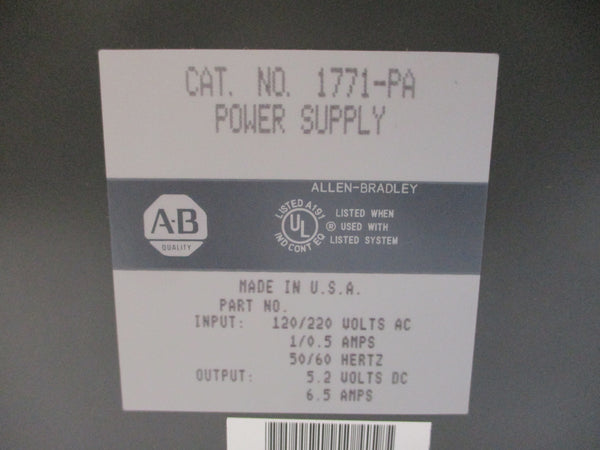 CAT. NO. 1771-PA
POWER SUPPLY
ALLEN-BRADLEY
A-B
QUALITY
LISTED A191
UL
IND CONT EQ
®
LISTED WHEN
USED WITH
LISTED SYSTEM
MADE IN U.S.A.
PART NO.
INPUT: 120/220 VOLTS AC
1/0.5 AMPS
50/60 HERTZ
OUTPUT: 5.2 VOLTS DC
6.5 AMPS